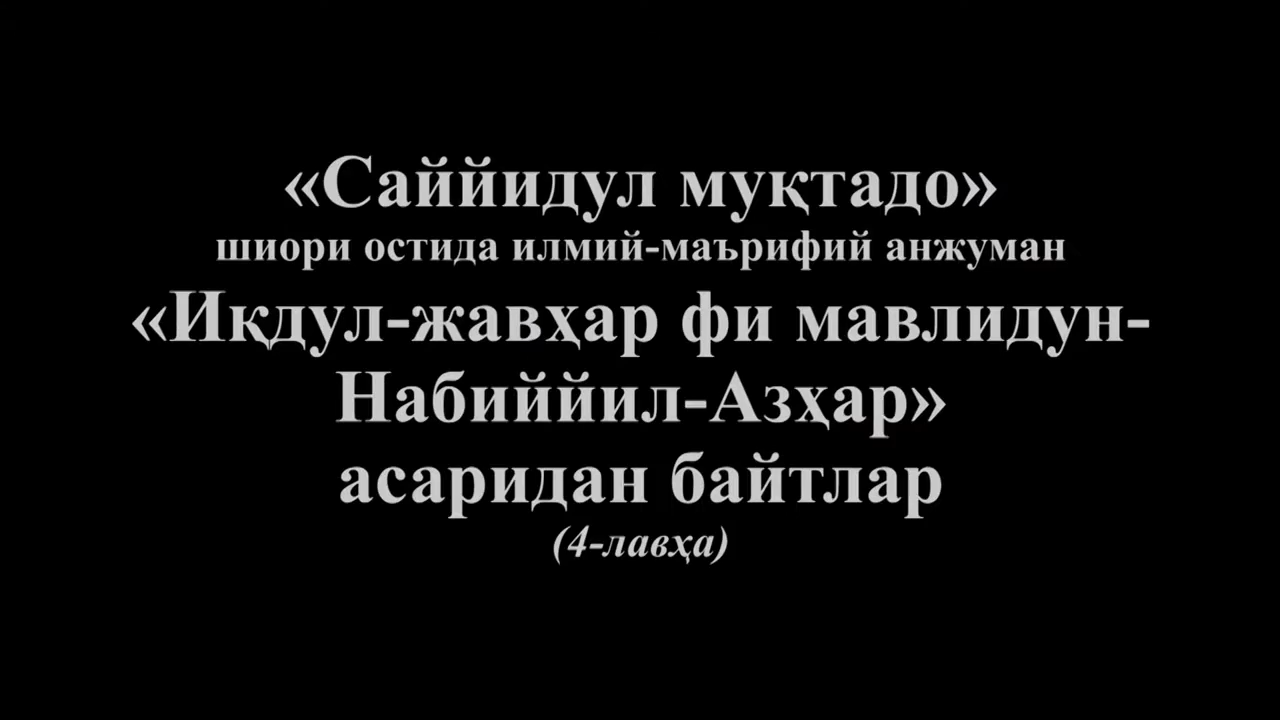 «Саййидул муқтадо»
шиори остида илмий-маърифий анжуман
«Иқдул-жавҳар фи мавлидун-
Набиййил-Азҳар»
асаридан байтлар
(4-лавҳа)